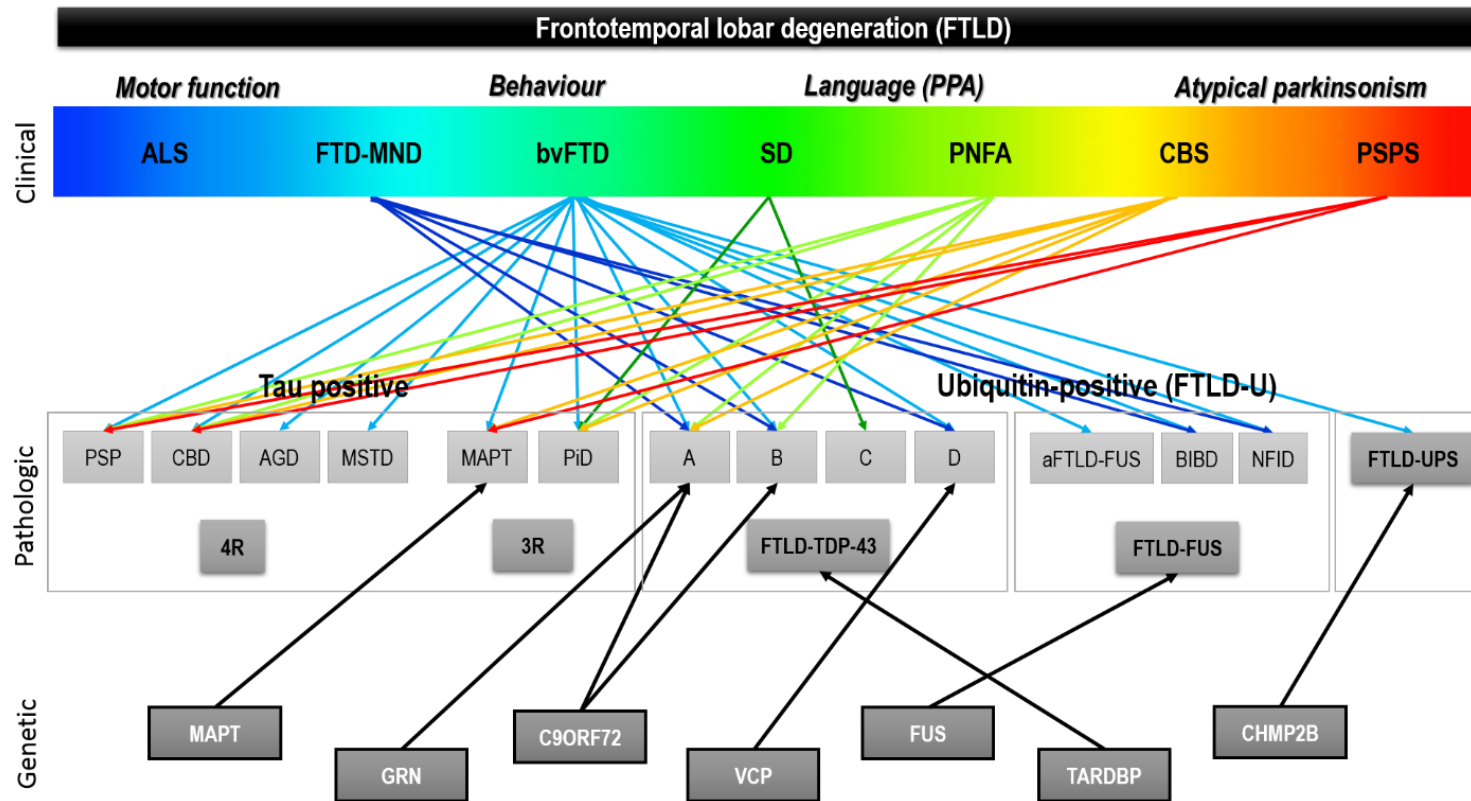 Frontotemporal lobar degeneration (FTLD)
Motor function Behaviour Language (PPA) Atypical parkinsonism
Clinical
ALS FTD-MND bvFTD SD PNFA CBS PSPS
Tau positive Ubiquitin-positive (FTLD-U)
Pathologic
PSP CBD AGD MSTD MAPT PiD A B C D aFTLD-FUS BIBD NFID FTLD-UPS
4R 3R FTLD-TDP-43 FTLD-FUS
Genetic
MAPT C9ORF72 FUS CHMP2B
GRN VCP TARDBP